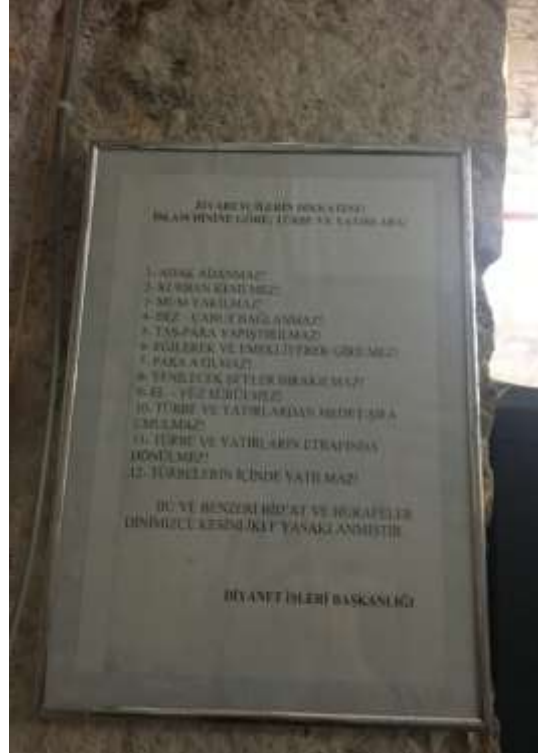 ZİYARETÇİLERİN DİKKATİNE!
İSLAM DİNİNE GÖRE; TÜRBE VE YATIRLARA;
1- ADAK ADANMAZ!
2- KURBAN KESİLMEZ!
3- MUM YAKILMAZ!
4- BEZ - ÇAPUT BAĞLANMAZ!
5- TAŞ-PARA YAPIŞTIRILMAZ!
6- EĞİLEREK VE EMEKLİYEREK GİRİLMEZ!
7- PARA ATILMAZ!
8- YENİLECEK ŞEYLER BIRAKILMAZ!
9- EL - YÜZ SÜRÜLMEZ!
10- TÜRBE VE YATIRLARDAN MEDET-ŞİFA
UMULMAZ!
11- TÜRBE VE YATIRLARIN ETRAFINDA
DÖNÜLMEZ!
12- TÜRBELERİN İÇİNDE YATILMAZ!
BU VE BENZERİ BİD'AT VE HURAFELER
DİNİMİZCE KESİNLİKLE YASAKLANMIŞTIR.
DİYANET İŞLERİ BAŞKANLIĞI